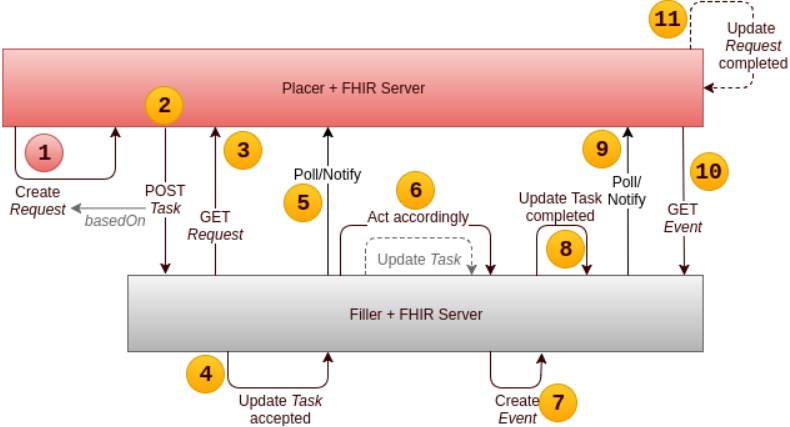 11
Update
Request
completed
Placer + FHIR Server
2
1
3
9
10
Create
Request
basedOn
POST
Task
GET
Request
Poll/Notify
5
6
Act accordingly
Update Task
Update Task
completed
8
Poll/
Notify
GET
Event
Filler + FHIR Server
4
Update Task
accepted
Create
Event
7